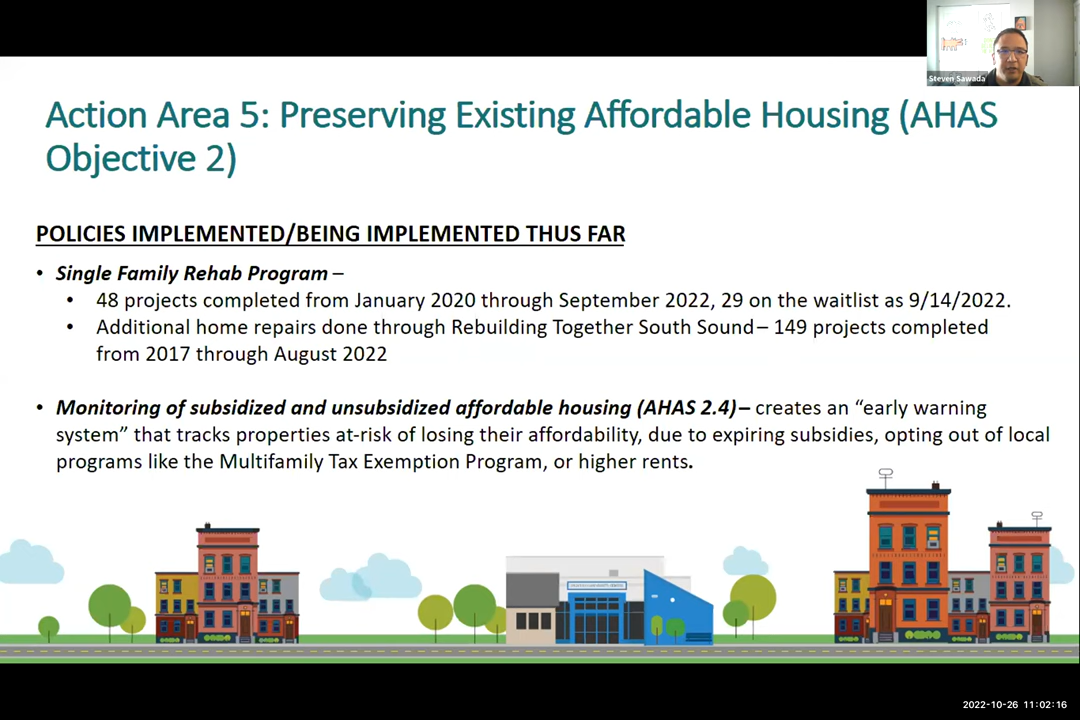 Steven Sawada
Action Area 5: Preserving Existing Affordable Housing (AHAS
Objective 2)
POLICIES IMPLEMENTED/BEING IMPLEMENTED THUS FAR
• Single Family Rehab Program –
• 48 projects completed from January 2020 through September 2022, 29 on the waitlist as 9/14/2022.
• Additional home repairs done through Rebuilding Together South Sound – 149 projects completed
from 2017 through August 2022
• Monitoring of subsidized and unsubsidized affordable housing (AHAS 2.4) – creates an “early warning
system” that tracks properties at-risk of losing their affordability, due to expiring subsidies, opting out of local
programs like the Multifamily Tax Exemption Program, or higher rents.
2022-10-26 11:02:16